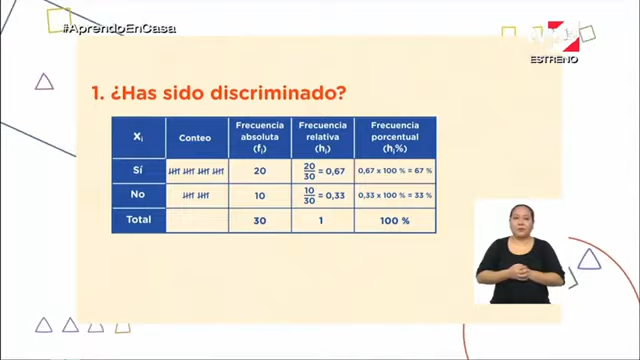 #AprendoEnCasa
ESTRENO
1. ¿Has sido discriminado?
Xi Conteo Frecuencia absoluta (fi) Frecuencia relativa (hi) Frecuencia porcentual (hi%)
Sí 20 20/30 = 0,67 0,67 x 100 % = 67 %
No 10 10/30 = 0,33 0,33 x 100 % = 33 %
Total 30 1 100 %